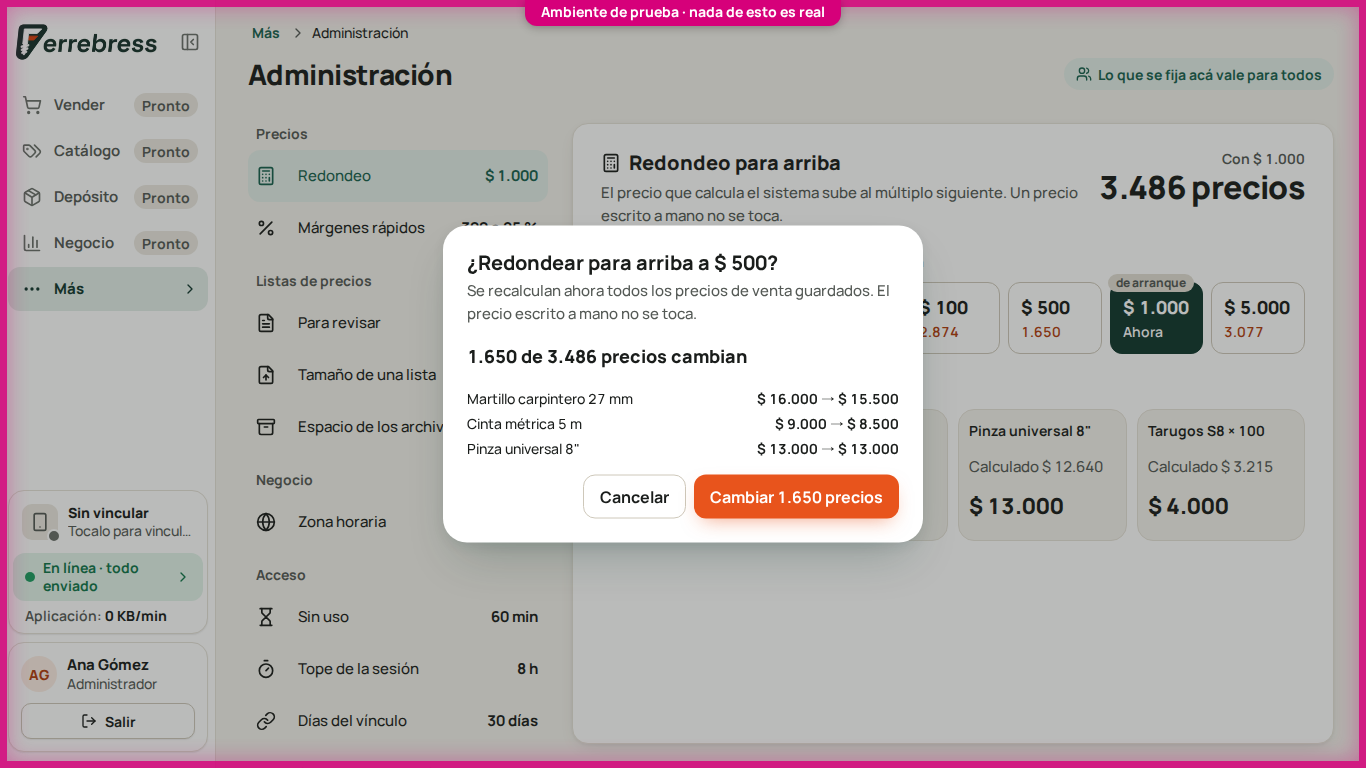 Ambiente de prueba · nada de esto es real
Ferrebress
Vender Pronto
Catálogo Pronto
Depósito Pronto
Negocio Pronto
Más
Sin vincular
Tocalo para vincul...
En línea · todo
enviado
Aplicación: 0 KB/min
AG
Ana Gómez
Administrador
Salir
Más > Administración
Administración
Lo que se fija acá vale para todos
Precios
Redondeo $ 1.000
Márgenes rápidos
Listas de precios
Para revisar
Tamaño de una lista
Espacio de los archiv
Negocio
Zona horaria
Acceso
Sin uso 60 min
Tope de la sesión 8 h
Días del vínculo 30 días
Redondeo para arriba
El precio que calcula el sistema sube al múltiplo siguiente. Un precio
escrito a mano no se toca.
Con $ 1.000
3.486 precios
$ 100
2.874
$ 500
1.650
de arranque
$ 1.000
Ahora
$ 5.000
3.077
Pinza universal 8"
Calculado $ 12.640
$ 13.000
Tarugos S8 × 100
Calculado $ 3.215
$ 4.000
¿Redondear para arriba a $ 500?
Se recalculan ahora todos los precios de venta guardados. El
precio escrito a mano no se toca.
1.650 de 3.486 precios cambian
Martillo carpintero 27 mm $ 16.000 → $ 15.500
Cinta métrica 5 m $ 9.000 → $ 8.500
Pinza universal 8" $ 13.000 → $ 13.000
Cancelar
Cambiar 1.650 precios